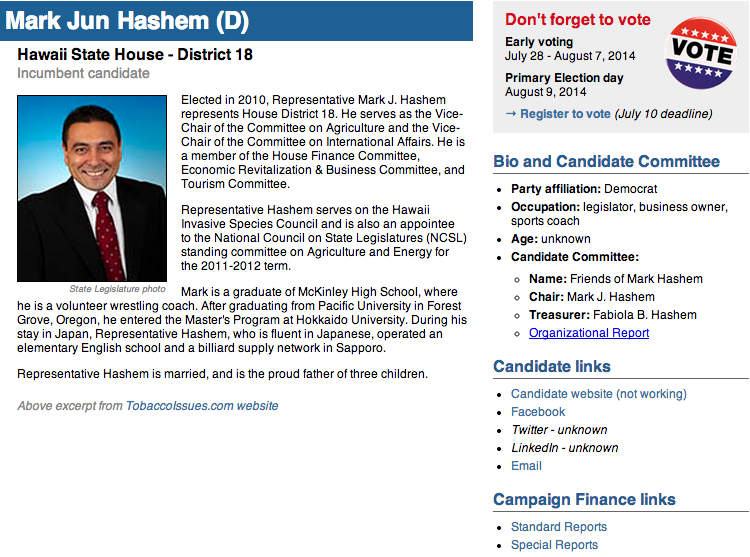 Mark Jun Hashem (D)
Hawaii State House - District 18
Incumbent candidate
Elected in 2010, Representative Mark J. Hashem
represents House District 18. He serves as the Vice-
Chair of the Committee on Agriculture and the Vice-
Chair of the Committee on International Affairs. He is
a member of the House Finance Committee,
Economic Revitalization & Business Committee, and
Tourism Committee.
Representative Hashem serves on the Hawaii
Invasive Species Council and is also an appointee
to the National Council on State Legislatures (NCSL)
standing committee on Agriculture and Energy for
the 2011-2012 term.
State Legislature photo
Mark is a graduate of McKinley High School, where
he is a volunteer wrestling coach. After graduating from Pacific University in Forest
Grove, Oregon, he entered the Master's Program at Hokkaido University. During his
stay in Japan, Representative Hashem, who is fluent in Japanese, operated an
elementary English school and a billiard supply network in Sapporo.
Representative Hashem is married, and is the proud father of three children.
Above excerpt from TobaccoIssues.com website
Don't forget to vote
Early voting
July 28 - August 7, 2014
Primary Election day
August 9, 2014
→ Register to vote (July 10 deadline)
VOTE
Bio and Candidate Committee
• Party affiliation: Democrat
• Occupation: legislator, business owner,
sports coach
• Age: unknown
• Candidate Committee:
○ Name: Friends of Mark Hashem
○ Chair: Mark J. Hashem
○ Treasurer: Fabiola B. Hashem
○ Organizational Report
Candidate links
• Candidate website (not working)
• Facebook
• Twitter - unknown
• LinkedIn - unknown
• Email
Campaign Finance links
• Standard Reports
• Special Reports